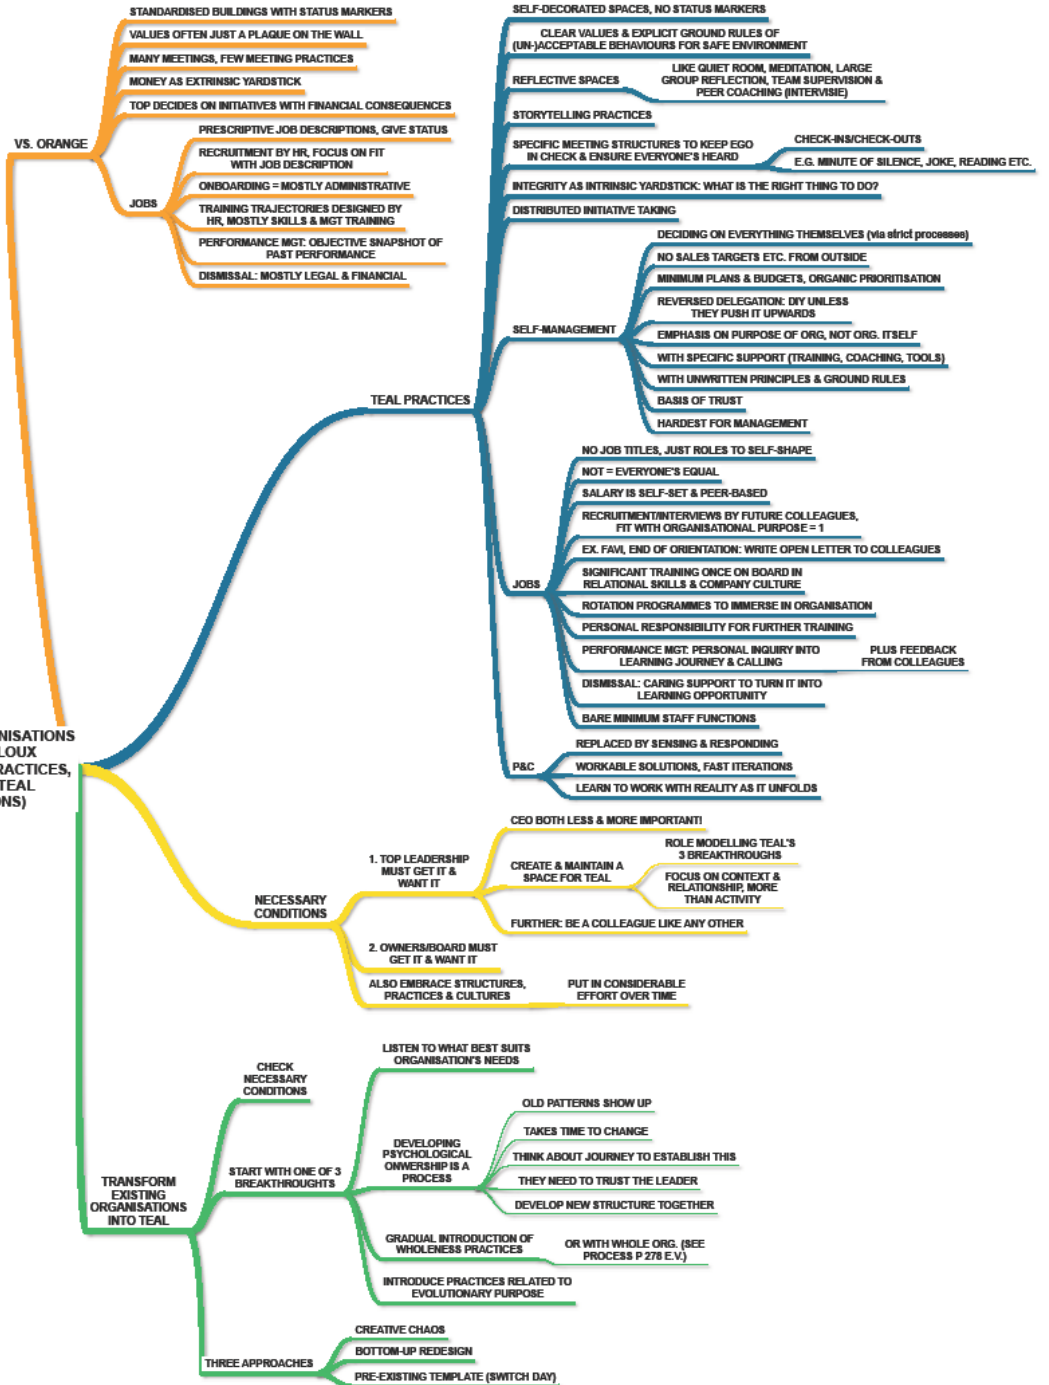 STANDARDISED BUILDINGS WITH STATUS MARKERS
VALUES OFTEN JUST A PLAQUE ON THE WALL
MANY MEETINGS, FEW MEETING PRACTICES
MONEY AS EXTRINSIC YARDSTICK
TOP DECIDES ON INITIATIVES WITH FINANCIAL CONSEQUENCES
VS. ORANGE
PRESCRIPTIVE JOB DESCRIPTIONS, GIVE STATUS
RECRUITMENT BY HR, FOCUS ON FIT
WITH JOB DESCRIPTION
ONBOARDING = MOSTLY ADMINISTRATIVE
JOBS
TRAINING TRAJECTORIES DESIGNED BY
HR, MOSTLY SKILLS & MGT TRAINING
PERFORMANCE MGT: OBJECTIVE SNAPSHOT OF
PAST PERFORMANCE
DISMISSAL: MOSTLY LEGAL & FINANCIAL
SELF-DECORATED SPACES, NO STATUS MARKERS
CLEAR VALUES & EXPLICIT GROUND RULES OF
(UN-)ACCEPTABLE BEHAVIOURS FOR SAFE ENVIRONMENT
REFLECTIVE SPACES
LIKE QUIET ROOM, MEDITATION, LARGE
GROUP REFLECTION, TEAM SUPERVISION &
PEER COACHING (INTERVISIE)
STORYTELLING PRACTICES
SPECIFIC MEETING STRUCTURES TO KEEP EGO
IN CHECK & ENSURE EVERYONE'S HEARD
CHECK-INS/CHECK-OUTS
E.G. MINUTE OF SILENCE, JOKE, READING ETC.
INTEGRITY AS INTRINSIC YARDSTICK: WHAT IS THE RIGHT THING TO DO?
DISTRIBUTED INITIATIVE TAKING
DECIDING ON EVERYTHING THEMSELVES (via strict processes)
NO SALES TARGETS ETC. FROM OUTSIDE
MINIMUM PLANS & BUDGETS, ORGANIC PRIORITISATION
REVERSED DELEGATION: DIY UNLESS
THEY PUSH IT UPWARDS
SELF-MANAGEMENT
EMPHASIS ON PURPOSE OF ORG, NOT ORG. ITSELF
WITH SPECIFIC SUPPORT (TRAINING, COACHING, TOOLS)
WITH UNWRITTEN PRINCIPLES & GROUND RULES
BASIS OF TRUST
HARDEST FOR MANAGEMENT
TEAL PRACTICES
NO JOB TITLES, JUST ROLES TO SELF-SHAPE
NOT = EVERYONE'S EQUAL
SALARY IS SELF-SET & PEER-BASED
RECRUITMENT/INTERVIEWS BY FUTURE COLLEAGUES,
FIT WITH ORGANISATIONAL PURPOSE = 1
EX. FAVI, END OF ORIENTATION: WRITE OPEN LETTER TO COLLEAGUES
JOBS
SIGNIFICANT TRAINING ONCE ON BOARD IN
RELATIONAL SKILLS & COMPANY CULTURE
ROTATION PROGRAMMES TO IMMERSE IN ORGANISATION
PERSONAL RESPONSIBILITY FOR FURTHER TRAINING
PERFORMANCE MGT: PERSONAL INQUIRY INTO
LEARNING JOURNEY & CALLING
PLUS FEEDBACK
FROM COLLEAGUES
DISMISSAL: CARING SUPPORT TO TURN IT INTO
LEARNING OPPORTUNITY
BARE MINIMUM STAFF FUNCTIONS
REPLACED BY SENSING & RESPONDING
P&C
WORKABLE SOLUTIONS, FAST ITERATIONS
LEARN TO WORK WITH REALITY AS IT UNFOLDS
NISATIONS
LOUX
RACTICES,
TEAL
ONS)
CEO BOTH LESS & MORE IMPORTANT!
1. TOP LEADERSHIP
MUST GET IT &
WANT IT
CREATE & MAINTAIN A
SPACE FOR TEAL
ROLE MODELLING TEAL'S
3 BREAKTHROUGHS
FOCUS ON CONTEXT &
RELATIONSHIP, MORE
THAN ACTIVITY
FURTHER: BE A COLLEAGUE LIKE ANY OTHER
NECESSARY
CONDITIONS
2. OWNERS/BOARD MUST
GET IT & WANT IT
ALSO EMBRACE STRUCTURES,
PRACTICES & CULTURES
PUT IN CONSIDERABLE
EFFORT OVER TIME
CHECK
NECESSARY
CONDITIONS
LISTEN TO WHAT BEST SUITS
ORGANISATION'S NEEDS
START WITH ONE OF 3
BREAKTHROUGHTS
DEVELOPING
PSYCHOLOGICAL
ONWERSHIP IS A
PROCESS
OLD PATTERNS SHOW UP
TAKES TIME TO CHANGE
THINK ABOUT JOURNEY TO ESTABLISH THIS
THEY NEED TO TRUST THE LEADER
DEVELOP NEW STRUCTURE TOGETHER
TRANSFORM
EXISTING
ORGANISATIONS
INTO TEAL
GRADUAL INTRODUCTION OF
WHOLENESS PRACTICES
OR WITH WHOLE ORG. (SEE
PROCESS P 278 E.V.)
INTRODUCE PRACTICES RELATED TO
EVOLUTIONARY PURPOSE
THREE APPROACHES
CREATIVE CHAOS
BOTTOM-UP REDESIGN
PRE-EXISTING TEMPLATE (SWITCH DAY)